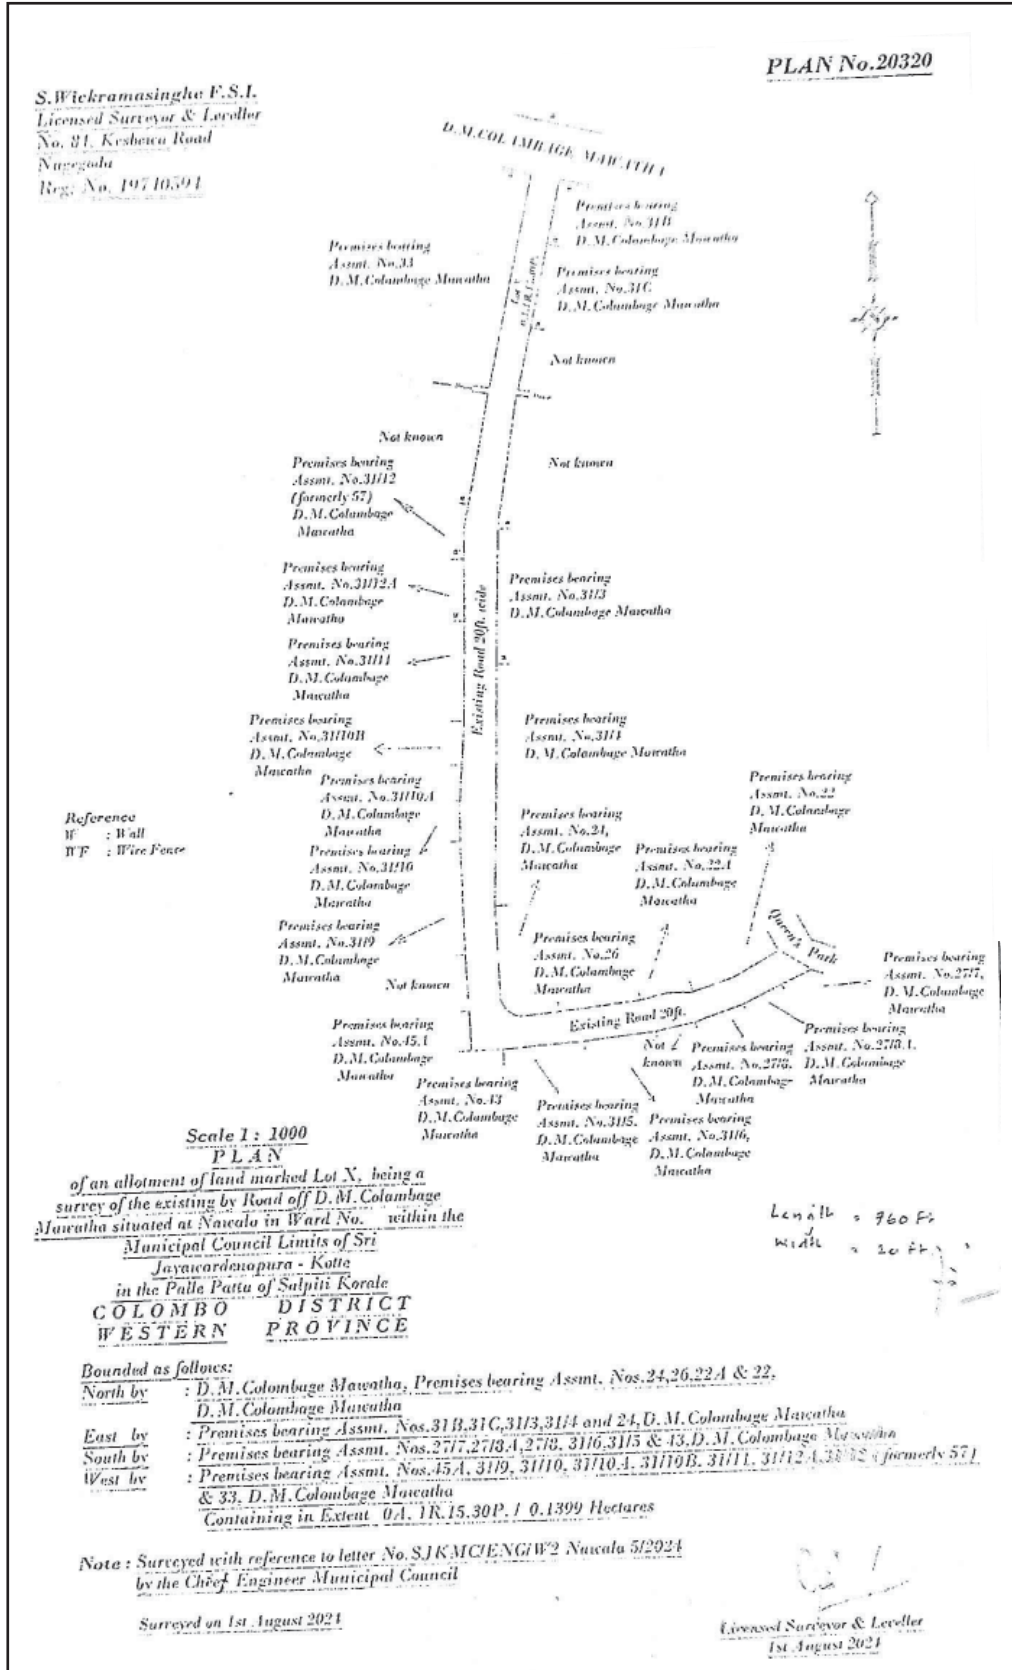 PLAN No.20320
S.Wickramasinghe F.S.I.
Licensed Surveyor & Leveller
No. 81, Kesbewa Road
Nugegoda
Reg: No. 19740594
D.M.COLAMBAGE MAWATHA
Premises bearing
Assmt. No.31B
D.M.Colambage Mawatha
Premises bearing
Assmt. No.33
D.M.Colambage Mawatha
Premises bearing
Assmt. No.31C
D.M.Colambage Mawatha
Lot X
Not known
Not known
Not known
Premises bearing
Assmt. No.31/12
(formerly 57)
D.M.Colambage
Mawatha
Premises bearing
Assmt. No.31/12A
D.M.Colambage
Mawatha
Premises bearing
Assmt. No.31/3
D.M.Colambage Mawatha
Existing Road 20ft. wide
Premises bearing
Assmt. No.31/11
D.M.Colambage
Mawatha
Premises bearing
Assmt. No.31/10B
D.M.Colambage
Mawatha
Premises bearing
Assmt. No.31/4
D.M.Colambage Mawatha
Premises bearing
Assmt. No.31/10A
D.M.Colambage
Mawatha
Premises bearing
Assmt. No.22
D.M.Colambage
Mawatha
Reference
W : Wall
WF : Wire Fence
Premises bearing
Assmt. No.24,
D.M.Colambage
Mawatha
Premises bearing
Assmt. No.22A
D.M.Colambage
Mawatha
Premises bearing
Assmt. No.31/10
D.M.Colambage
Mawatha
Premises bearing
Assmt. No.31/9
D.M.Colambage
Mawatha
Premises bearing
Assmt. No.26
D.M.Colambage
Mawatha
Queen's Park
Premises bearing
Assmt. No.27/7,
D.M.Colambage
Mawatha
Not known
Existing Road 20ft.
Premises bearing
Assmt. No.45A
D.M.Colambage
Mawatha
Not
known
Premises bearing
Assmt. No.27/8,
D.M.Colambage
Mawatha
Premises bearing
Assmt. No.27/8A,
D.M.Colambage
Mawatha
Premises bearing
Assmt. No.43
D.M.Colambage
Mawatha
Premises bearing
Assmt. No.31/5,
D.M.Colambage
Mawatha
Premises bearing
Assmt. No.31/6,
D.M.Colambage
Mawatha
Scale 1 : 1000
PLAN
of an allotment of land marked Lot X, being a
survey of the existing by Road off D.M.Colambage
Mawatha situated at Nawala in Ward No. within the
Municipal Council Limits of Sri
Jayawardenapura - Kotte
in the Palle Pattu of Salpiti Korale
COLOMBO DISTRICT
WESTERN PROVINCE
Length = 760 Ft
Width = 20 ft
Bounded as follows:
North by : D.M.Colambage Mawatha, Premises bearing Assmt. Nos.24,26,22A & 22,
D.M.Colambage Mawatha
East by : Premises bearing Assmt. Nos.31B,31C,31/3,31/4 and 24,D.M.Colambage Mawatha
South by : Premises bearing Assmt. Nos.27/7,27/8A,27/8, 31/6,31/5 & 43,D.M.Colambage Mawatha
West by : Premises bearing Assmt. Nos.45A, 31/9, 31/10, 31/10A, 31/10B, 31/11, 31/12A,31/12 (formerly 57)
& 33, D.M.Colambage Mawatha
Containing in Extent 0A. 1R.15.30P. / 0.1399 Hectares
Note : Surveyed with reference to letter No.SJKMC/ENG/W2 Nawala 5/2024
by the Cheef Engineer Municipal Council
Surveyed on 1st August 2024
Licensed Surveyor & Leveller
1st August 2024